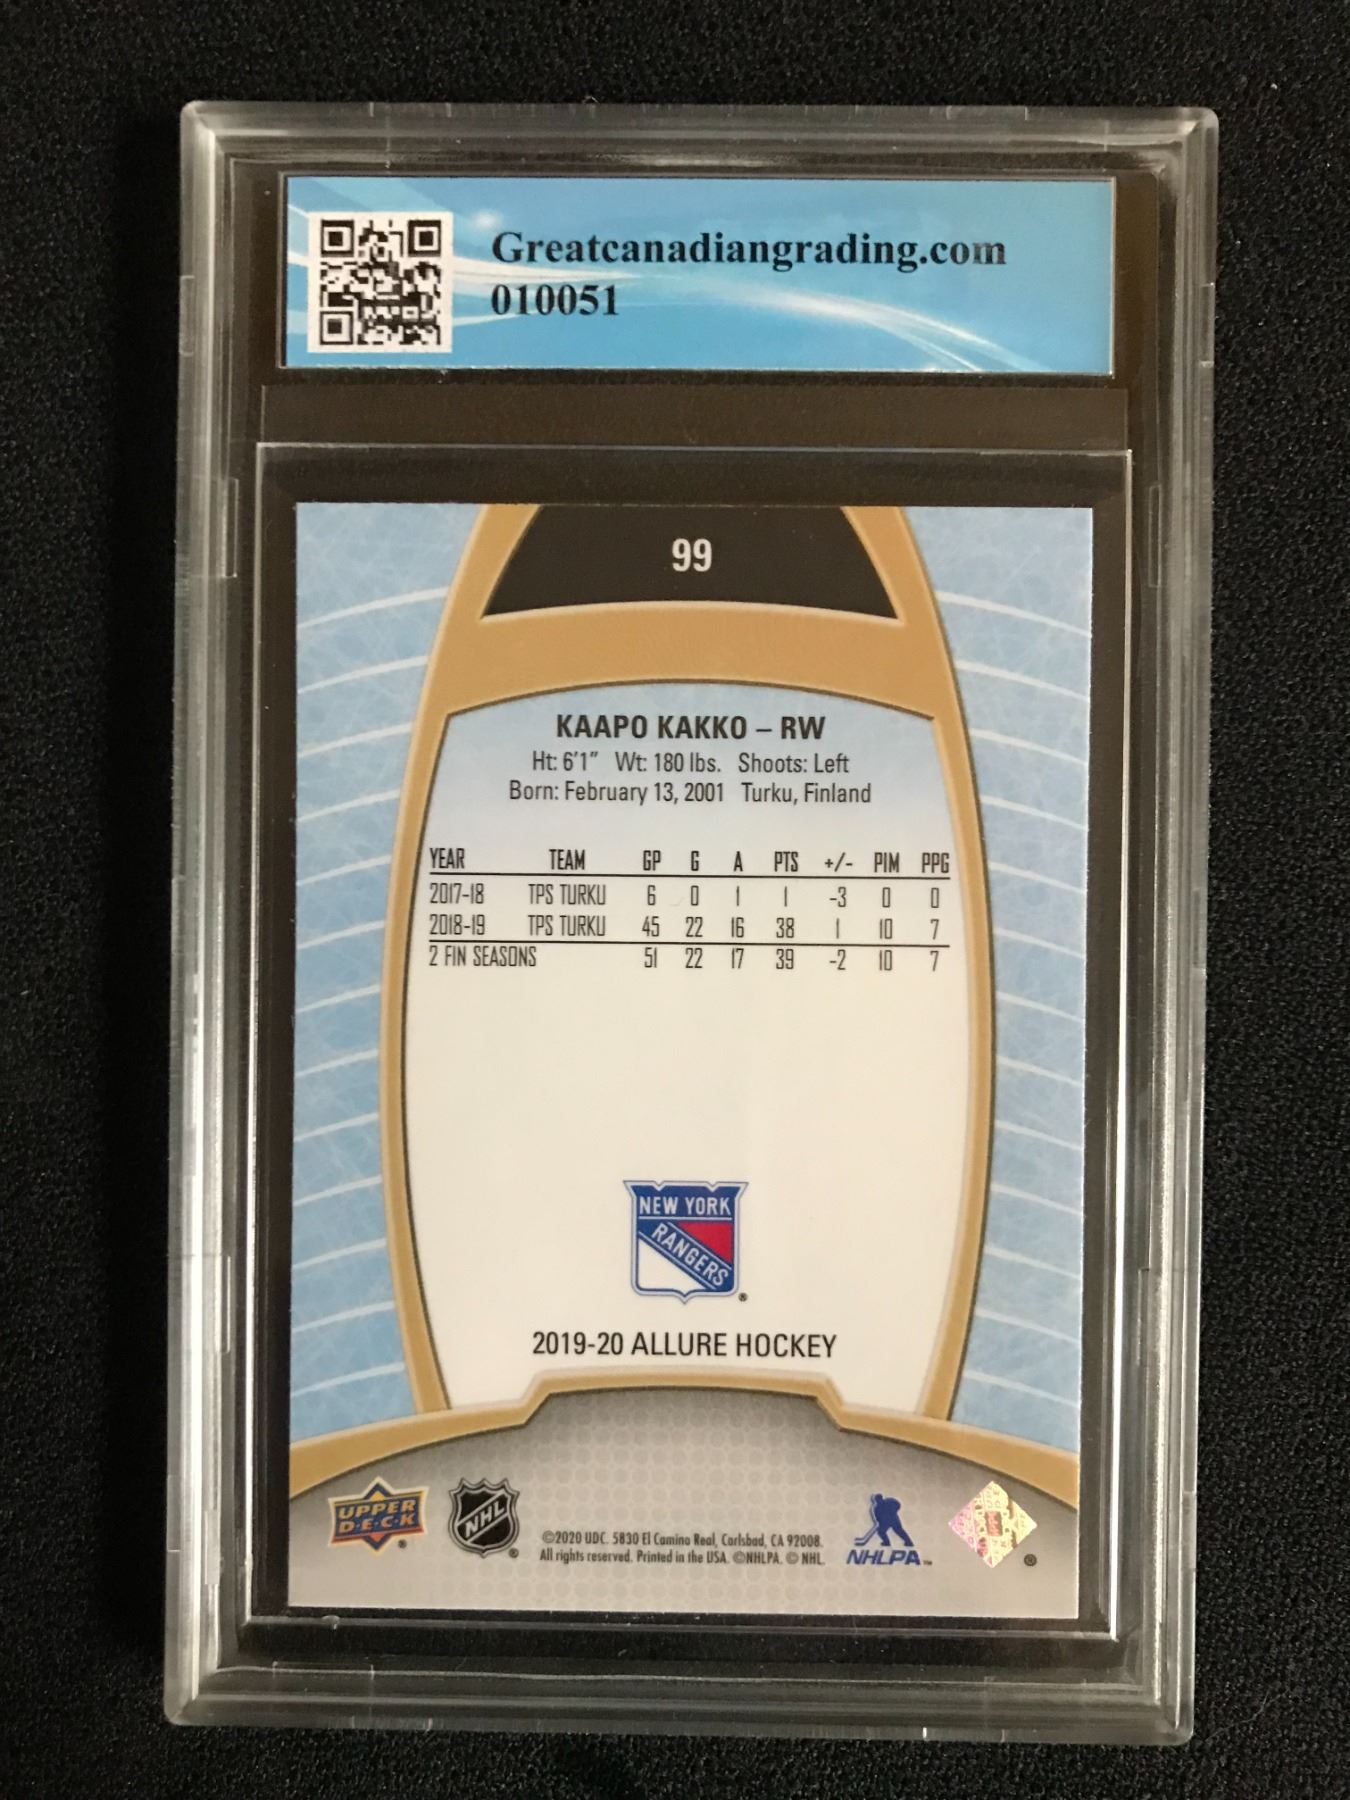 Greatcanadiangrading.com
010051
99
KAAPO KAKKO – RW
Ht: 6'1" Wt: 180 lbs. Shoots: Left
Born: February 13, 2001 Turku, Finland
YEAR TEAM GP G A PTS +/- PIM PPG
2017-18 TPS TURKU 6 0 1 1 -3 0 0
2018-19 TPS TURKU 45 22 16 38 1 10 7
2 FIN SEASONS 51 22 17 39 -2 10 7
NEW YORK
RANGERS
®
2019-20 ALLURE HOCKEY
UPPER
D·E·C·K
®
NHL
®
©2020 UDC. 5830 El Camino Real, Carlsbad, CA 92008.
All rights reserved. Printed in the USA. ©NHLPA. © NHL.
NHLPA™
®